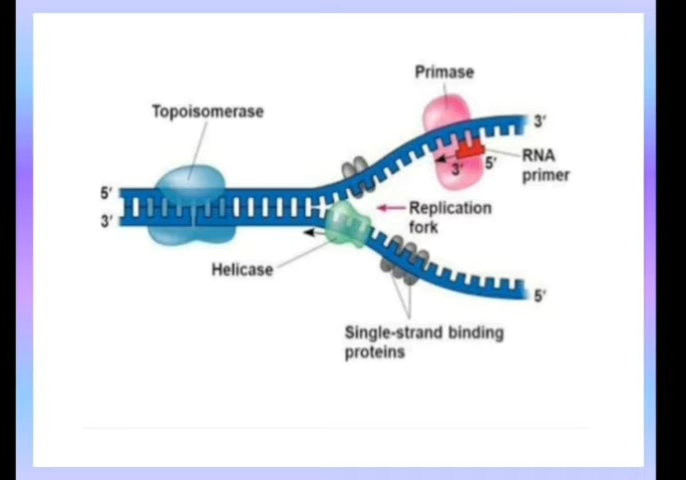 Primase
Topoisomerase
3'
RNA
primer
5'
3'
5'
3'
Replication
fork
Helicase
5'
Single-strand binding
proteins